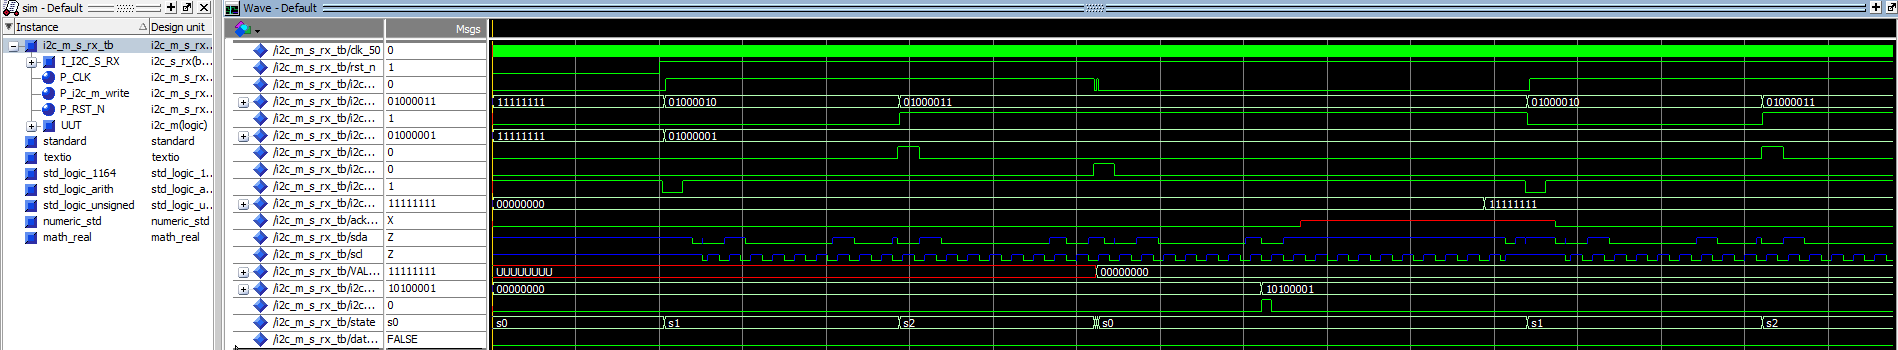 sim - Default
Wave - Default
Instance Design unit
Msgs
i2c_m_s_rx_tb i2c_m_s_rx...
I_I2C_S_RX i2c_s_rx(b...
P_CLK i2c_m_s_rx...
P_i2c_m_write i2c_m_s_rx...
P_RST_N i2c_m_s_rx...
UUT i2c_m(logic)
standard standard
textio textio
std_logic_1164 std_logic_1...
std_logic_arith std_logic_a...
std_logic_unsigned std_logic_u...
numeric_std numeric_std
math_real math_real
/i2c_m_s_rx_tb/clk_50 0
/i2c_m_s_rx_tb/rst_n 1
/i2c_m_s_rx_tb/i2c... 0
/i2c_m_s_rx_tb/i2c... 01000011 11111111 01000010 01000011 01000010 01000011
/i2c_m_s_rx_tb/i2c... 1
/i2c_m_s_rx_tb/i2c... 01000001 11111111 01000001
/i2c_m_s_rx_tb/i2c... 0
/i2c_m_s_rx_tb/i2c... 0
/i2c_m_s_rx_tb/i2c... 1
/i2c_m_s_rx_tb/i2c... 11111111 00000000 11111111
/i2c_m_s_rx_tb/ack... X
/i2c_m_s_rx_tb/sda Z
/i2c_m_s_rx_tb/scl Z
/i2c_m_s_rx_tb/VAL... 11111111 UUUUUUUU 00000000
/i2c_m_s_rx_tb/i2c... 10100001 00000000 10100001
/i2c_m_s_rx_tb/i2c... 0
/i2c_m_s_rx_tb/state s0 s0 s1 s2 s0 s1 s2
/i2c_m_s_rx_tb/dat... FALSE